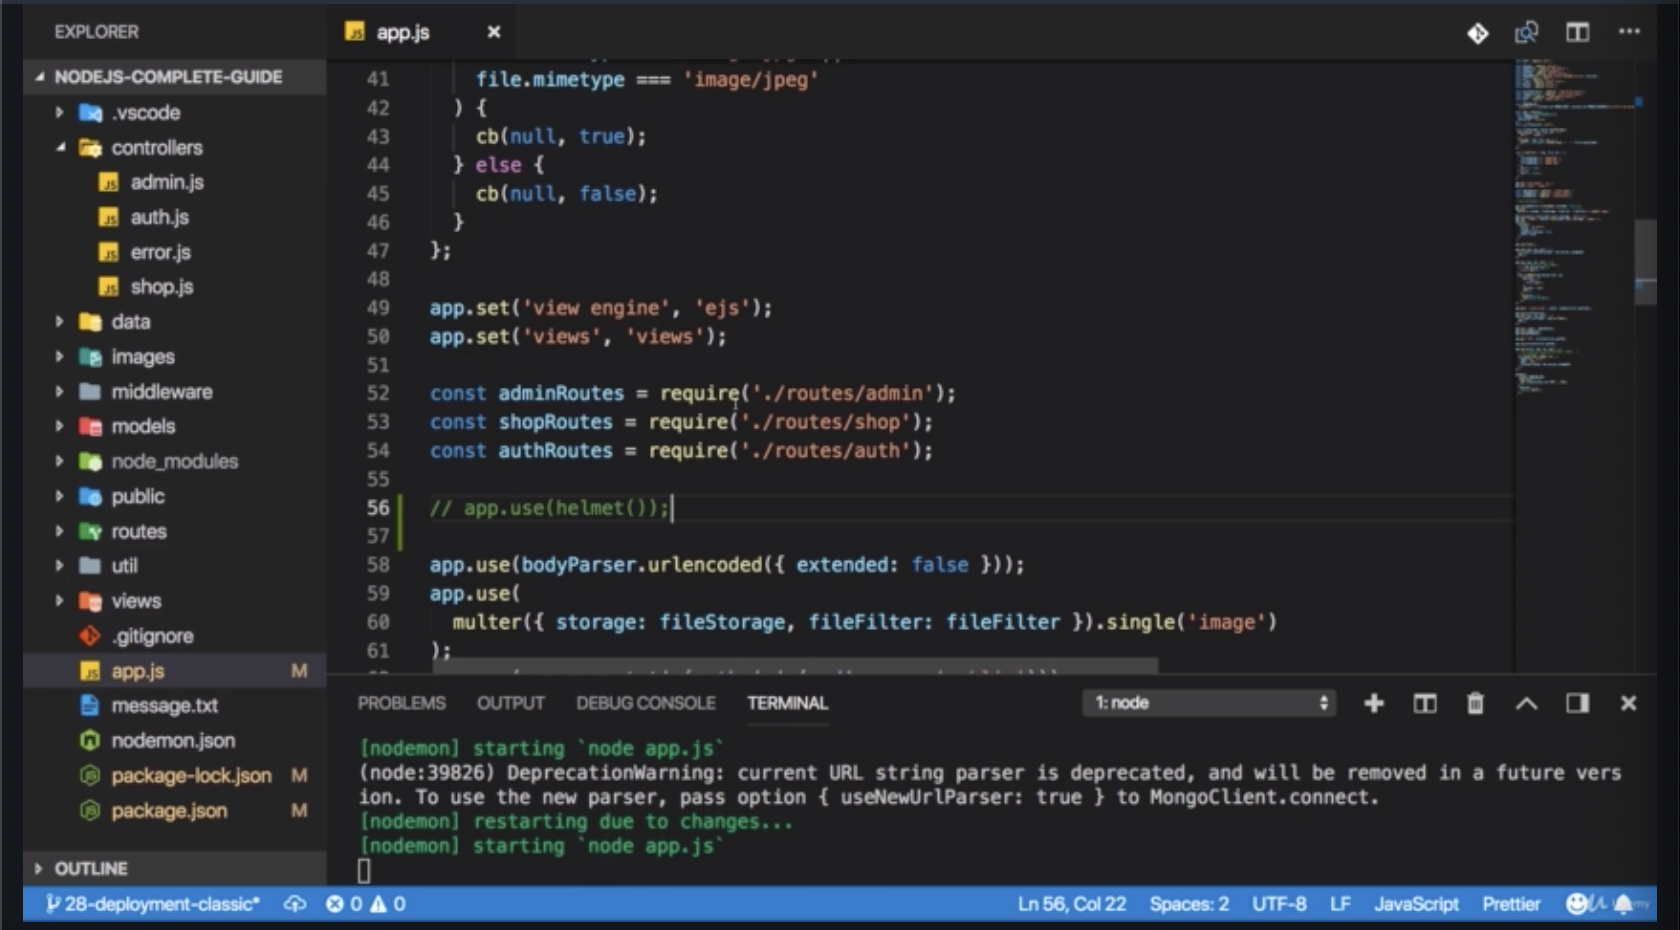 EXPLORER
NODEJS-COMPLETE-GUIDE
.vscode
controllers
admin.js
auth.js
error.js
shop.js
data
images
middleware
models
node_modules
public
routes
util
views
.gitignore
app.js M
message.txt
nodemon.json
package-lock.json M
package.json M
OUTLINE
app.js
41 file.mimetype === 'image/jpeg'
42 ) {
43 cb(null, true);
44 } else {
45 cb(null, false);
46 }
47 };
48
49 app.set('view engine', 'ejs');
50 app.set('views', 'views');
51
52 const adminRoutes = require('./routes/admin');
53 const shopRoutes = require('./routes/shop');
54 const authRoutes = require('./routes/auth');
55
56 // app.use(helmet());
57
58 app.use(bodyParser.urlencoded({ extended: false }));
59 app.use(
60 multer({ storage: fileStorage, fileFilter: fileFilter }).single('image')
61 );
PROBLEMS OUTPUT DEBUG CONSOLE TERMINAL 1: node
[nodemon] starting `node app.js`
(node:39826) DeprecationWarning: current URL string parser is deprecated, and will be removed in a future vers
ion. To use the new parser, pass option { useNewUrlParser: true } to MongoClient.connect.
[nodemon] restarting due to changes...
[nodemon] starting `node app.js`
28-deployment-classic* 0 0 Ln 56, Col 22 Spaces: 2 UTF-8 LF JavaScript Prettier